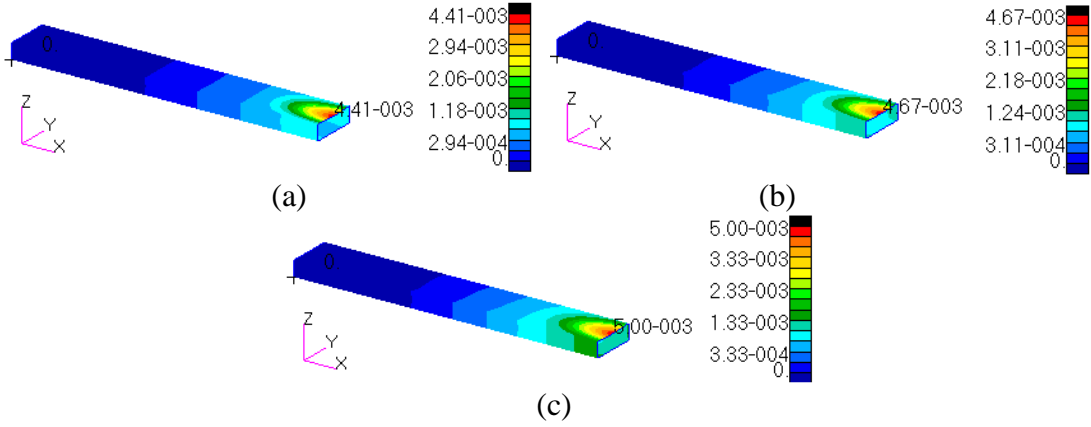 4.41-003
2.94-003
2.06-003
1.18-003
2.94-004
0.
0.
4.41-003
Z
Y
X
(a)
4.67-003
3.11-003
2.18-003
1.24-003
3.11-004
0.
0.
4.67-003
Z
Y
X
(b)
5.00-003
3.33-003
2.33-003
1.33-003
3.33-004
0.
0.
5.00-003
Z
Y
X
(c)